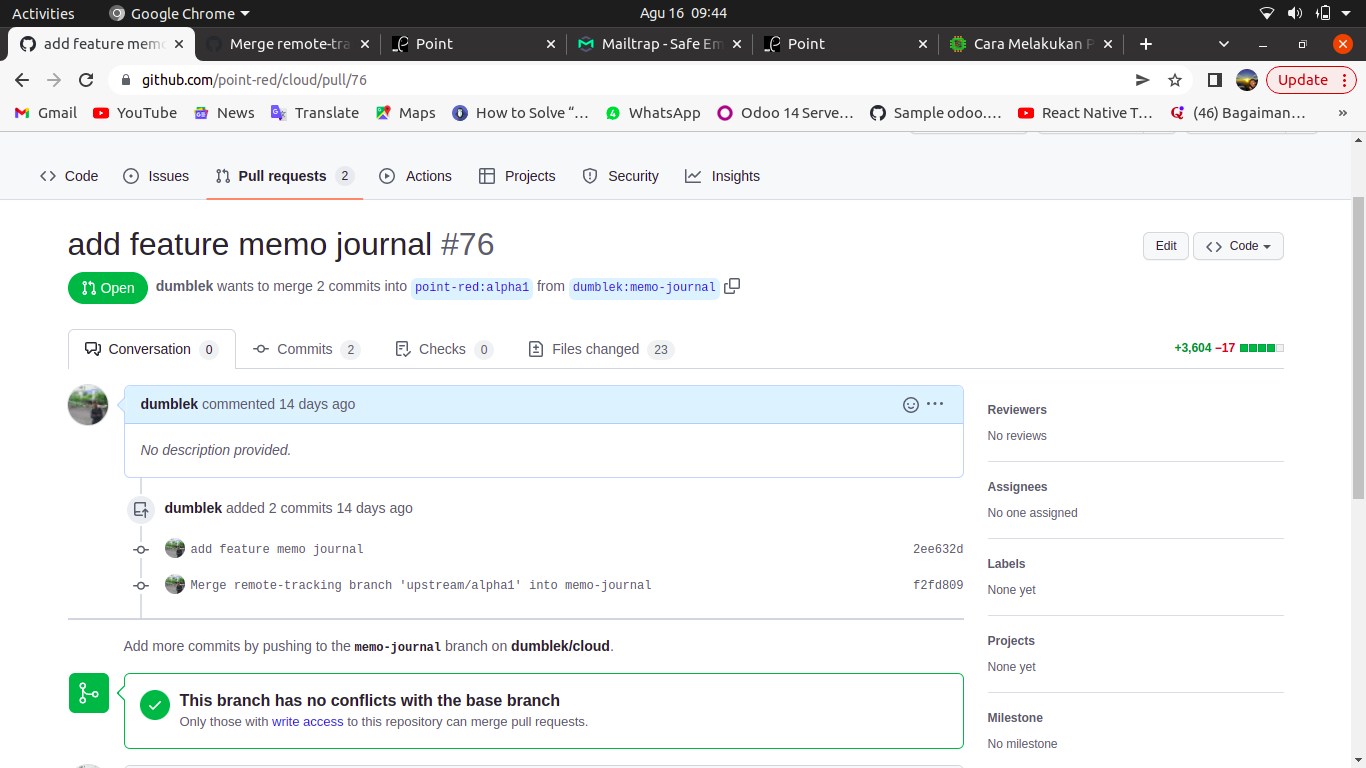 Activities Google Chrome Agu 16 09:44
add feature memo Merge remote-tra Point Mailtrap - Safe Em Point Cara Melakukan P
github.com/point-red/cloud/pull/76 Update
Gmail YouTube News Translate Maps How to Solve “… WhatsApp Odoo 14 Serve… Sample odoo.… React Native T… (46) Bagaiman… »
Code Issues Pull requests 2 Actions Projects Security Insights
add feature memo journal #76 Edit Code
Open dumblek wants to merge 2 commits into point-red:alpha1 from dumblek:memo-journal
Conversation 0 Commits 2 Checks 0 Files changed 23 +3,604 −17
dumblek commented 14 days ago
No description provided.
dumblek added 2 commits 14 days ago
add feature memo journal 2ee632d
Merge remote-tracking branch 'upstream/alpha1' into memo-journal f2fd809
Add more commits by pushing to the memo-journal branch on dumblek/cloud.
This branch has no conflicts with the base branch
Only those with write access to this repository can merge pull requests.
Reviewers
No reviews
Assignees
No one assigned
Labels
None yet
Projects
None yet
Milestone
No milestone